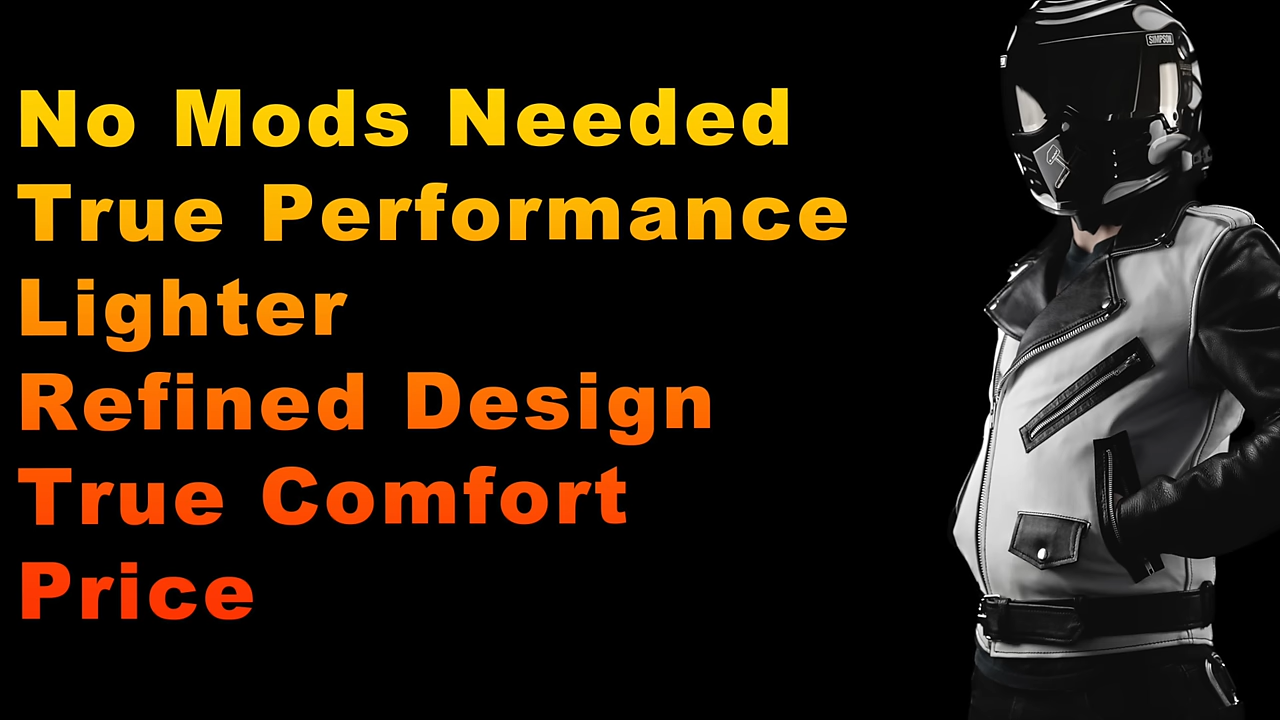 SIMPSON
No Mods Needed
True Performance
Lighter
Refined Design
True Comfort
Price